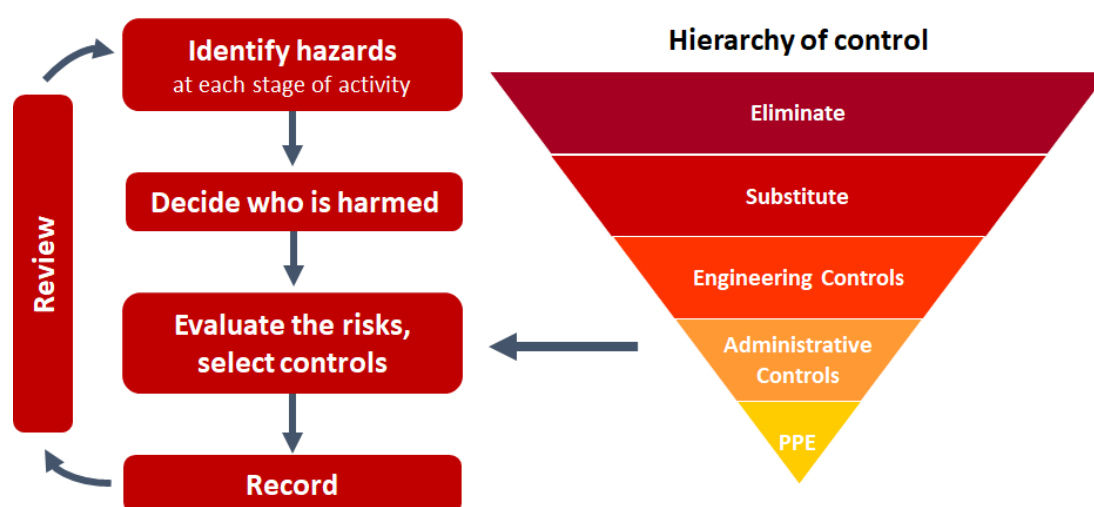 Identify hazards
at each stage of activity
Decide who is harmed
Evaluate the risks,
select controls
Record
Review
Hierarchy of control
Eliminate
Substitute
Engineering Controls
Administrative
Controls
PPE